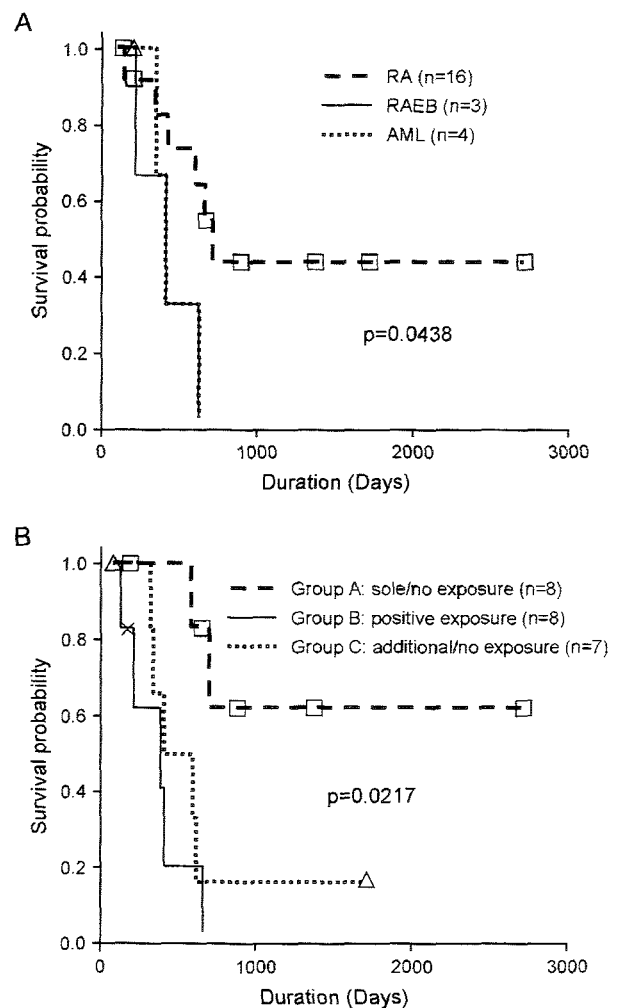 A
1.0
0.8
0.6
0.4
0.2
0.0
Survival probability
RA (n=16)
RAEB (n=3)
AML (n=4)
p=0.0438
0 1000 2000 3000
Duration (Days)
B
1.0
0.8
0.6
0.4
0.2
0.0
Survival probability
Group A: sole/no exposure (n=8)
Group B: positive exposure (n=8)
Group C: additional/no exposure (n=7)
p=0.0217
0 1000 2000 3000
Duration (Days)